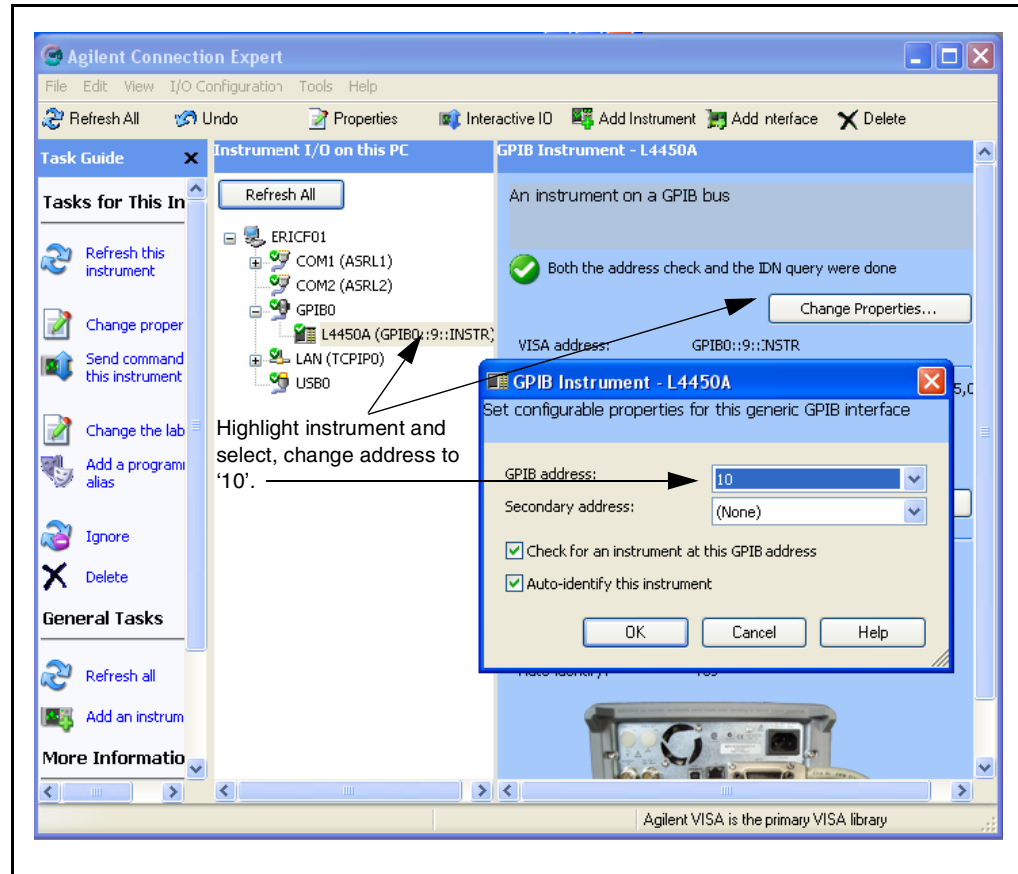 Agilent Connection Expert
File Edit View I/O Configuration Tools Help
Refresh All Undo Properties Interactive IO Add Instrument Add nterface Delete
Task Guide
Tasks for This In
Refresh this
instrument
Change proper
Send command
this instrument
Change the lab
Add a program
alias
Ignore
Delete
General Tasks
Refresh all
Add an instrum
More Informatio
Instrument I/O on this PC
Refresh All
ERICF01
COM1 (ASRL1)
COM2 (ASRL2)
GPIB0
L4450A (GPIB0::9::INSTR)
LAN (TCPIP0)
USB0
Highlight instrument and
select, change address to
‘10’.
GPIB Instrument - L4450A
An instrument on a GPIB bus
Both the address check and the IDN query were done
Change Properties...
VISA address: GPIB0::9::INSTR
5,0
GPIB Instrument - L4450A
Set configurable properties for this generic GPIB interface
GPIB address: 10
Secondary address: (None)
Check for an instrument at this GPIB address
Auto-identify this instrument
OK Cancel Help
Agilent VISA is the primary VISA library